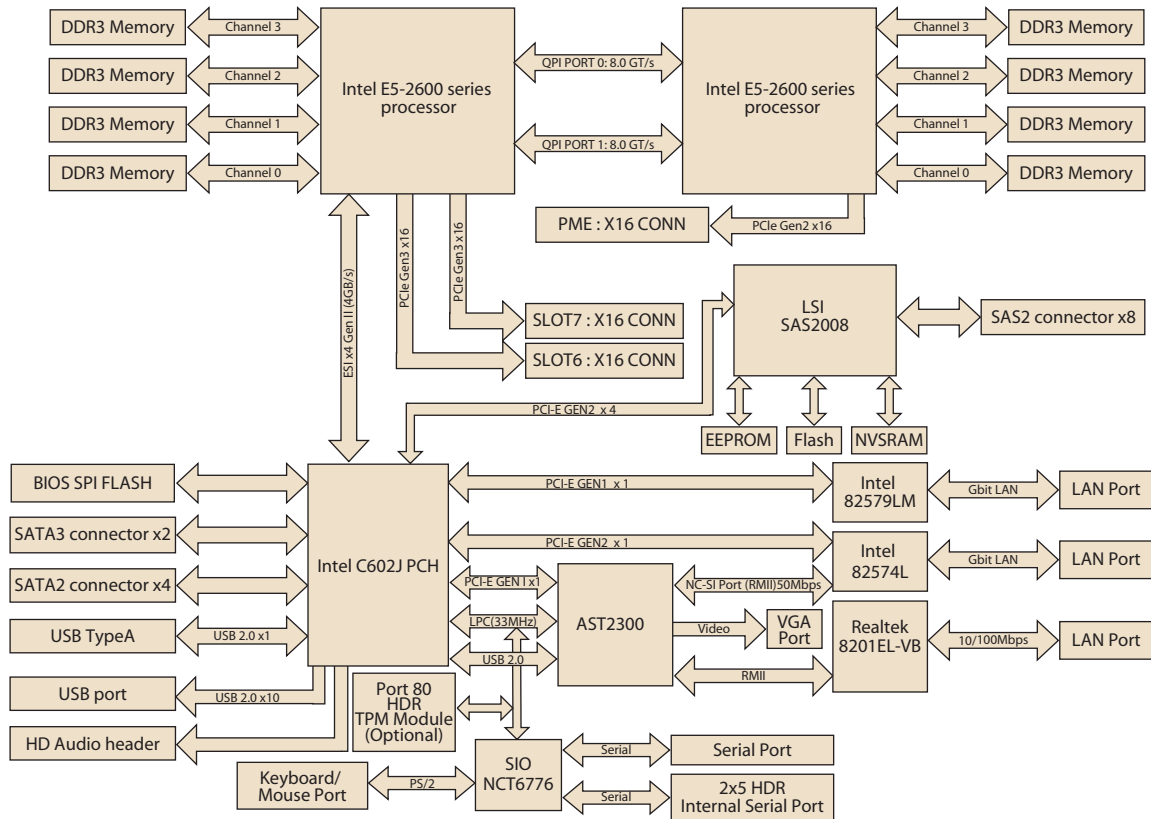 DDR3 Memory
Channel 3
DDR3 Memory
Channel 2
DDR3 Memory
Channel 1
DDR3 Memory
Channel 0
Intel E5-2600 series
processor
QPI PORT 0: 8.0 GT/s
QPI PORT 1: 8.0 GT/s
Intel E5-2600 series
processor
Channel 3
DDR3 Memory
Channel 2
DDR3 Memory
Channel 1
DDR3 Memory
Channel 0
DDR3 Memory
PME : X16 CONN
PCIe Gen2 x16
ESI x4 Gen II (4GB/s)
PCIe Gen3 x16
PCIe Gen3 x16
SLOT7 : X16 CONN
SLOT6 : X16 CONN
LSI
SAS2008
SAS2 connector x8
PCI-E GEN2 x 4
EEPROM
Flash
NVSRAM
BIOS SPI FLASH
SATA3 connector x2
SATA2 connector x4
USB TypeA
USB 2.0 x1
USB port
USB 2.0 x10
HD Audio header
Intel C602J PCH
PCI-E GEN1 x 1
Intel
82579LM
Gbit LAN
LAN Port
PCI-E GEN2 x 1
Intel
82574L
Gbit LAN
LAN Port
PCI-E GEN I x1
LPC(33MHz)
USB 2.0
AST2300
NC-SI Port (RMII)50Mbps
Video
VGA
Port
RMII
Realtek
8201EL-VB
10/100Mbps
LAN Port
Port 80
HDR
TPM Module
(Optional)
SIO
NCT6776
Keyboard/
Mouse Port
PS/2
Serial
Serial Port
Serial
2x5 HDR
Internal Serial Port